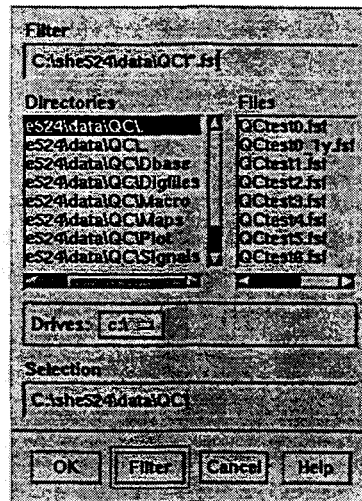 Filter
C:\she524\data\QC\*.fsf
Directories
Files
e524\data\QC\.
e524\data\QC\..
e524\data\QC\Dbase
e524\data\QC\Digfiles
e524\data\QC\Macro
e524\data\QC\Maps
e524\data\QC\Plot
e524\data\QC\Signals
QCtest0.fsf
QCtest0_1y.fsf
QCtest1.fsf
QCtest2.fsf
QCtest3.fsf
QCtest4.fsf
QCtest5.fsf
QCtest6.fsf
Drives:
c:\
Selection
C:\she524\data\QC\
OK
Filter
Cancel
Help